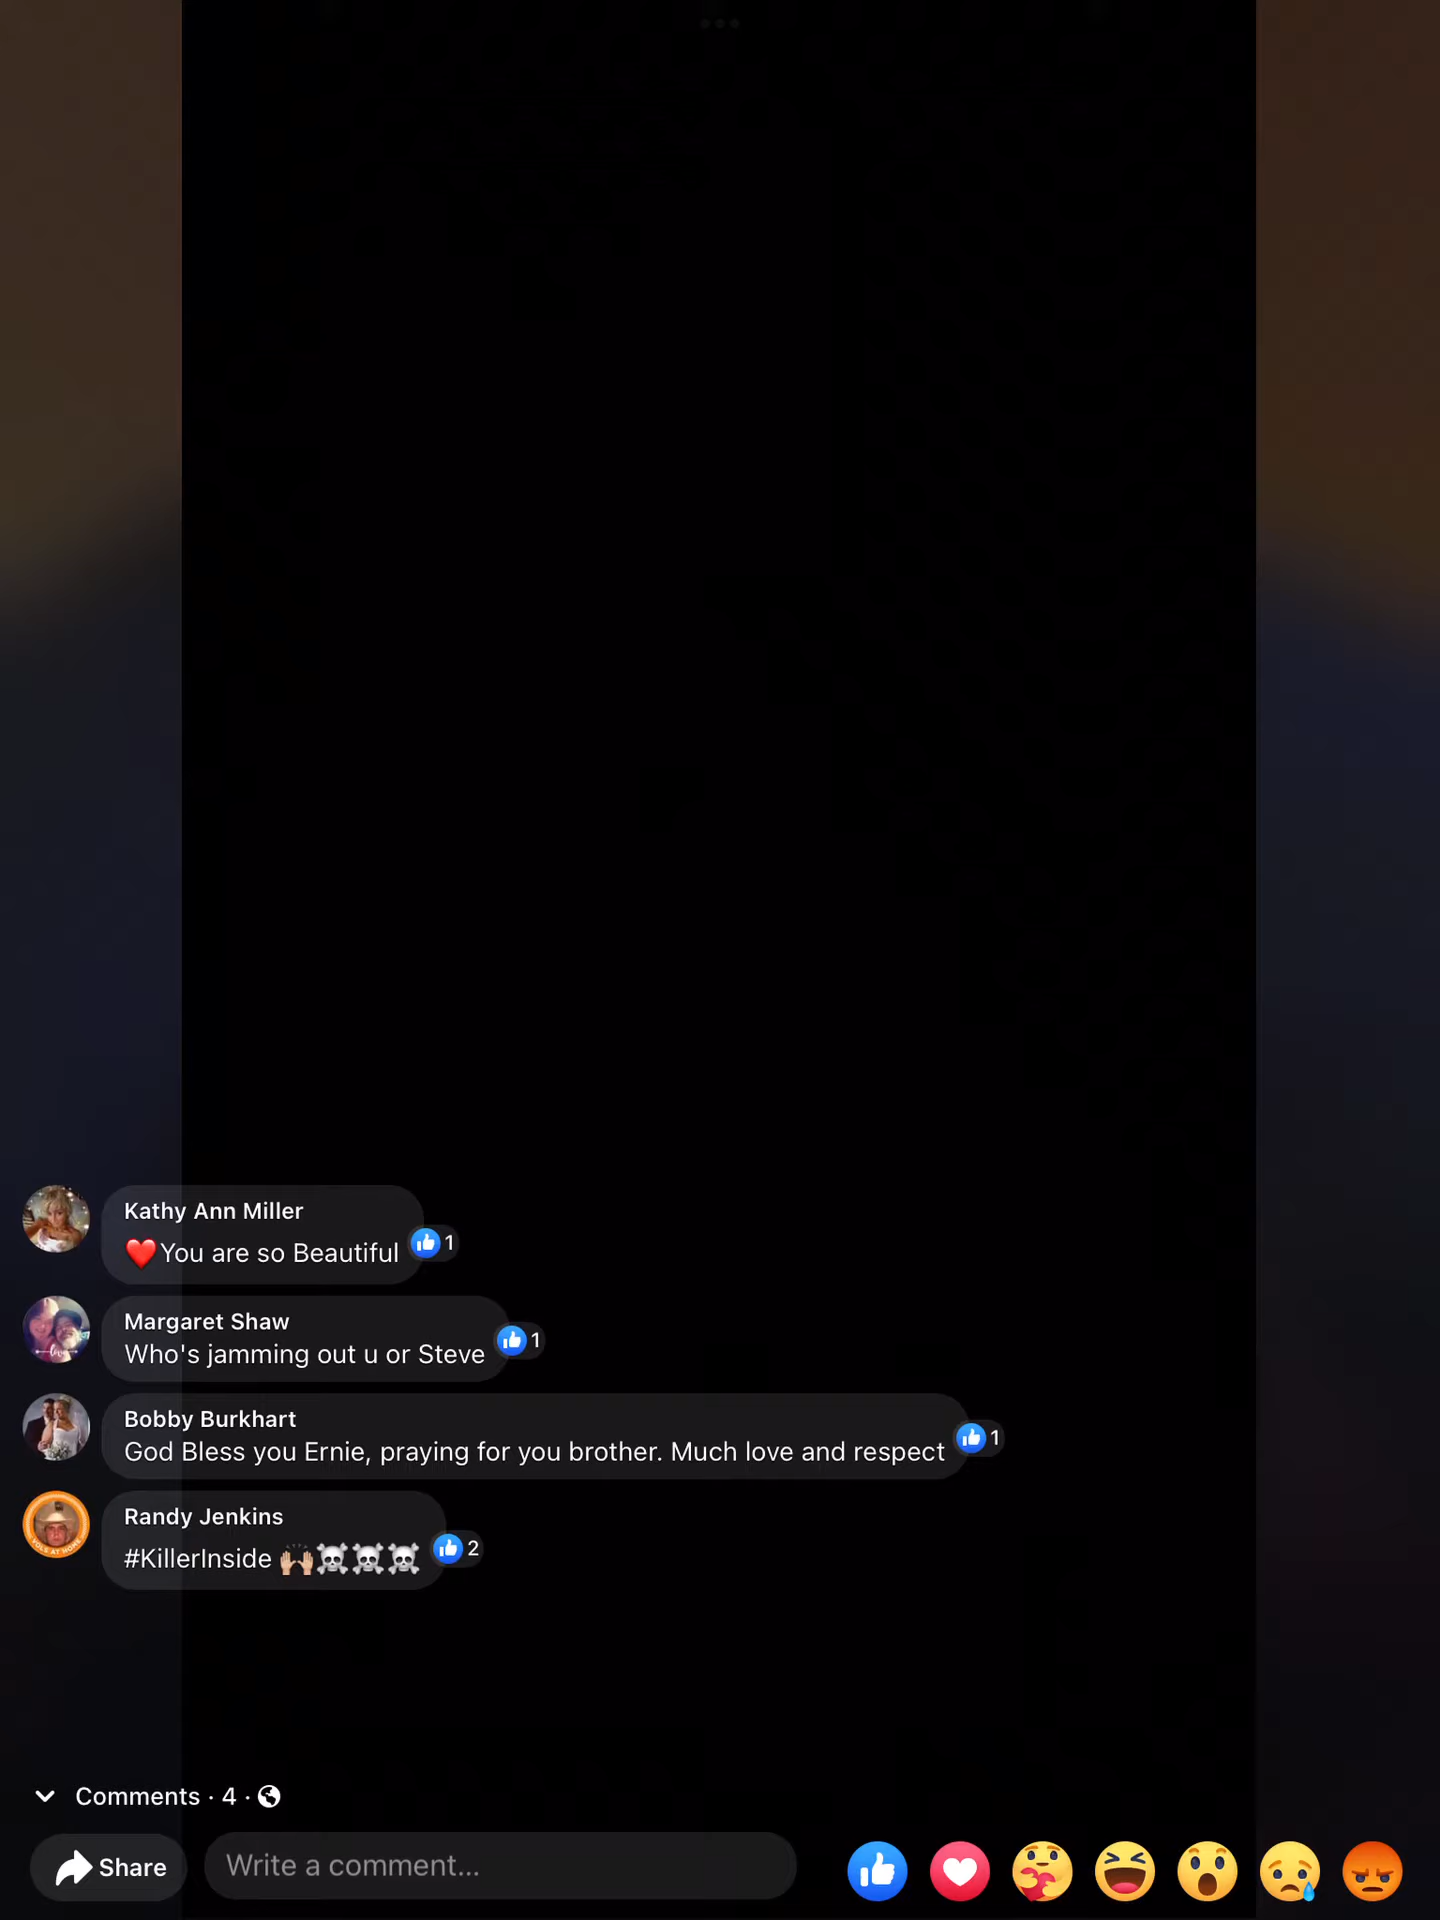 Kathy Ann Miller
❤️You are so Beautiful
1
Margaret Shaw
Who's jamming out u or Steve
1
Bobby Burkhart
God Bless you Ernie, praying for you brother. Much love and respect
1
Randy Jenkins
#KillerInside 🙌🏼☠️☠️☠️
2
Comments · 4 ·
Share
Write a comment...